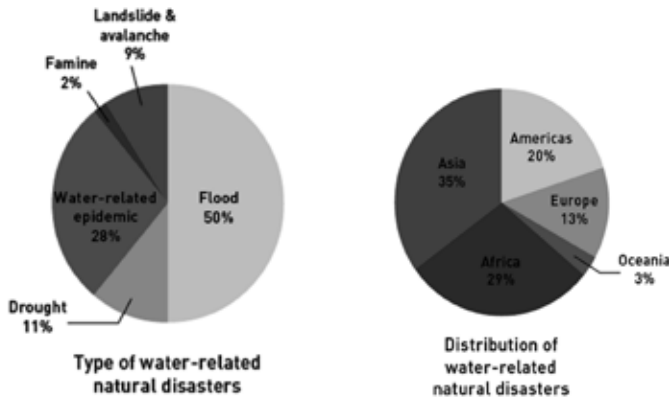 Landslide &
avalanche
9%
Famine
2%
Water-related
epidemic
28%
Flood
50%
Drought
11%
Type of water-related
natural disasters
Americas
20%
Asia
35%
Europe
13%
Oceania
3%
Africa
29%
Distribution of
water-related
natural disasters